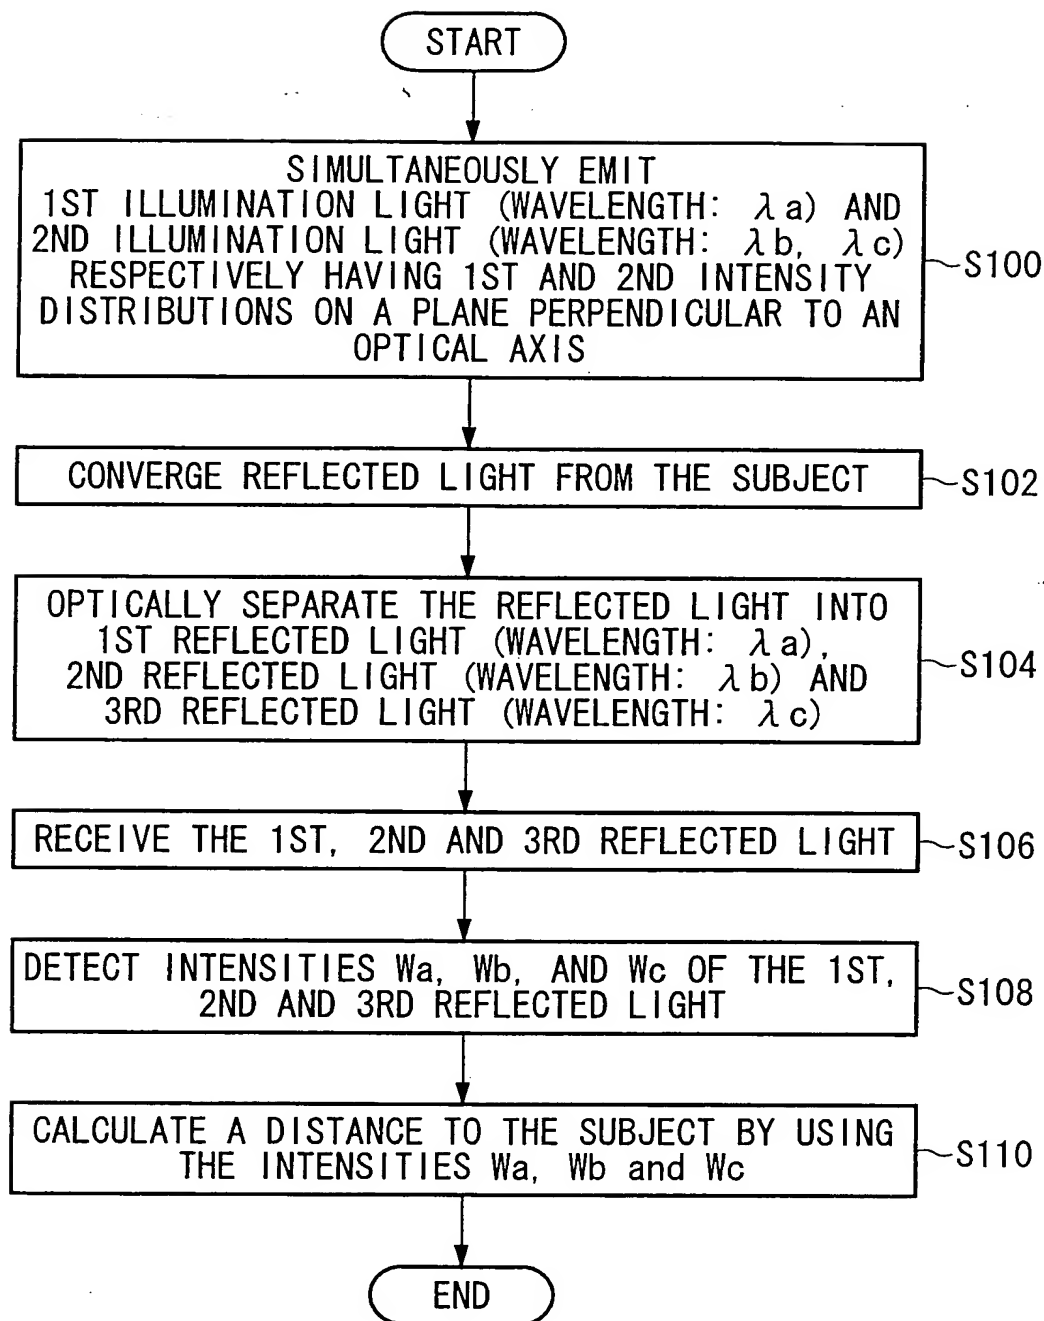 START
SIMULTANEOUSLY EMIT
1ST ILLUMINATION LIGHT (WAVELENGTH: λa) AND
2ND ILLUMINATION LIGHT (WAVELENGTH: λb, λc)
RESPECTIVELY HAVING 1ST AND 2ND INTENSITY
DISTRIBUTIONS ON A PLANE PERPENDICULAR TO AN
OPTICAL AXIS
S100
CONVERGE REFLECTED LIGHT FROM THE SUBJECT
S102
OPTICALLY SEPARATE THE REFLECTED LIGHT INTO
1ST REFLECTED LIGHT (WAVELENGTH: λa),
2ND REFLECTED LIGHT (WAVELENGTH: λb) AND
3RD REFLECTED LIGHT (WAVELENGTH: λc)
S104
RECEIVE THE 1ST, 2ND AND 3RD REFLECTED LIGHT
S106
DETECT INTENSITIES Wa, Wb, AND Wc OF THE 1ST,
2ND AND 3RD REFLECTED LIGHT
S108
CALCULATE A DISTANCE TO THE SUBJECT BY USING
THE INTENSITIES Wa, Wb and Wc
S110
END